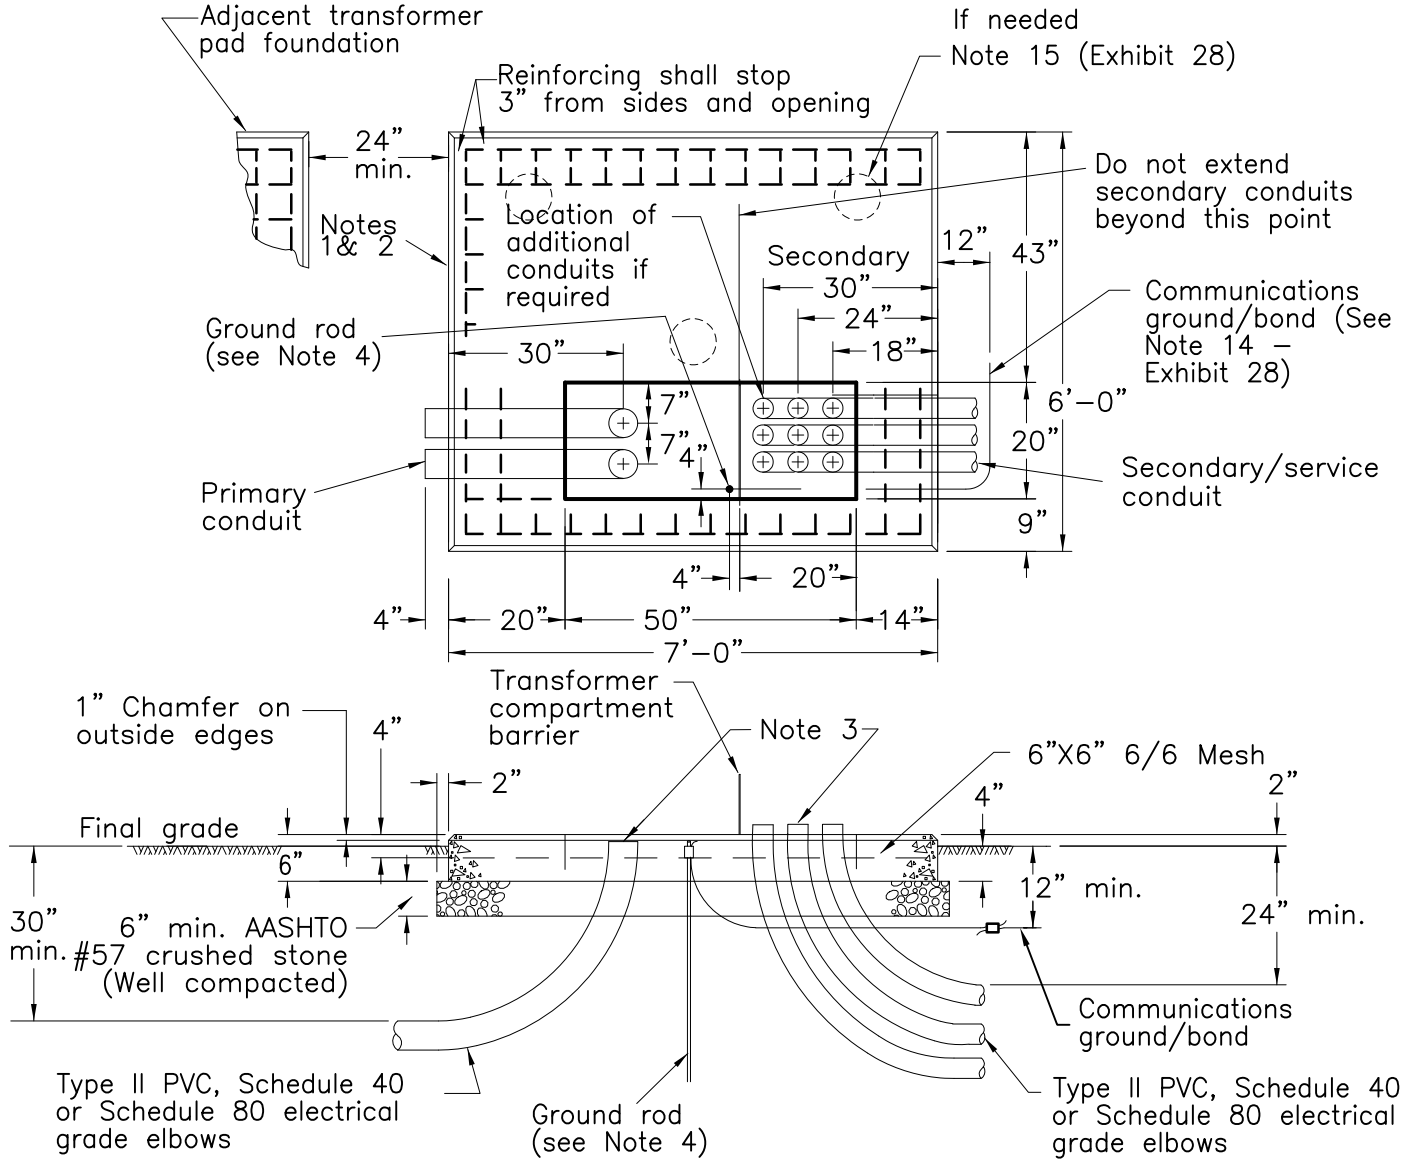 Adjacent transformer
pad foundation
If needed
Note 15 (Exhibit 28)
Reinforcing shall stop
3” from sides and opening
24”
min.
Do not extend
secondary conduits
beyond this point
Notes
1& 2
Location of
additional
conduits if
required
Secondary
12”
43”
30”
24”
18”
Communications
ground/bond (See
Note 14 –
Exhibit 28)
Ground rod
(see Note 4)
30”
7”
7”
4”
6’–0”
20”
9”
Primary
conduit
Secondary/service
conduit
4”
20”
4”
20”
50”
14”
7’–0”
1” Chamfer on
outside edges
4”
2”
Transformer
compartment
barrier
Note 3
6”X6” 6/6 Mesh
4”
2”
Final grade
6”
30”
min.
6” min. AASHTO
#57 crushed stone
(Well compacted)
12” min.
24” min.
Communications
ground/bond
Type II PVC, Schedule 40
or Schedule 80 electrical
grade elbows
Ground rod
(see Note 4)
Type II PVC, Schedule 40
or Schedule 80 electrical
grade elbows